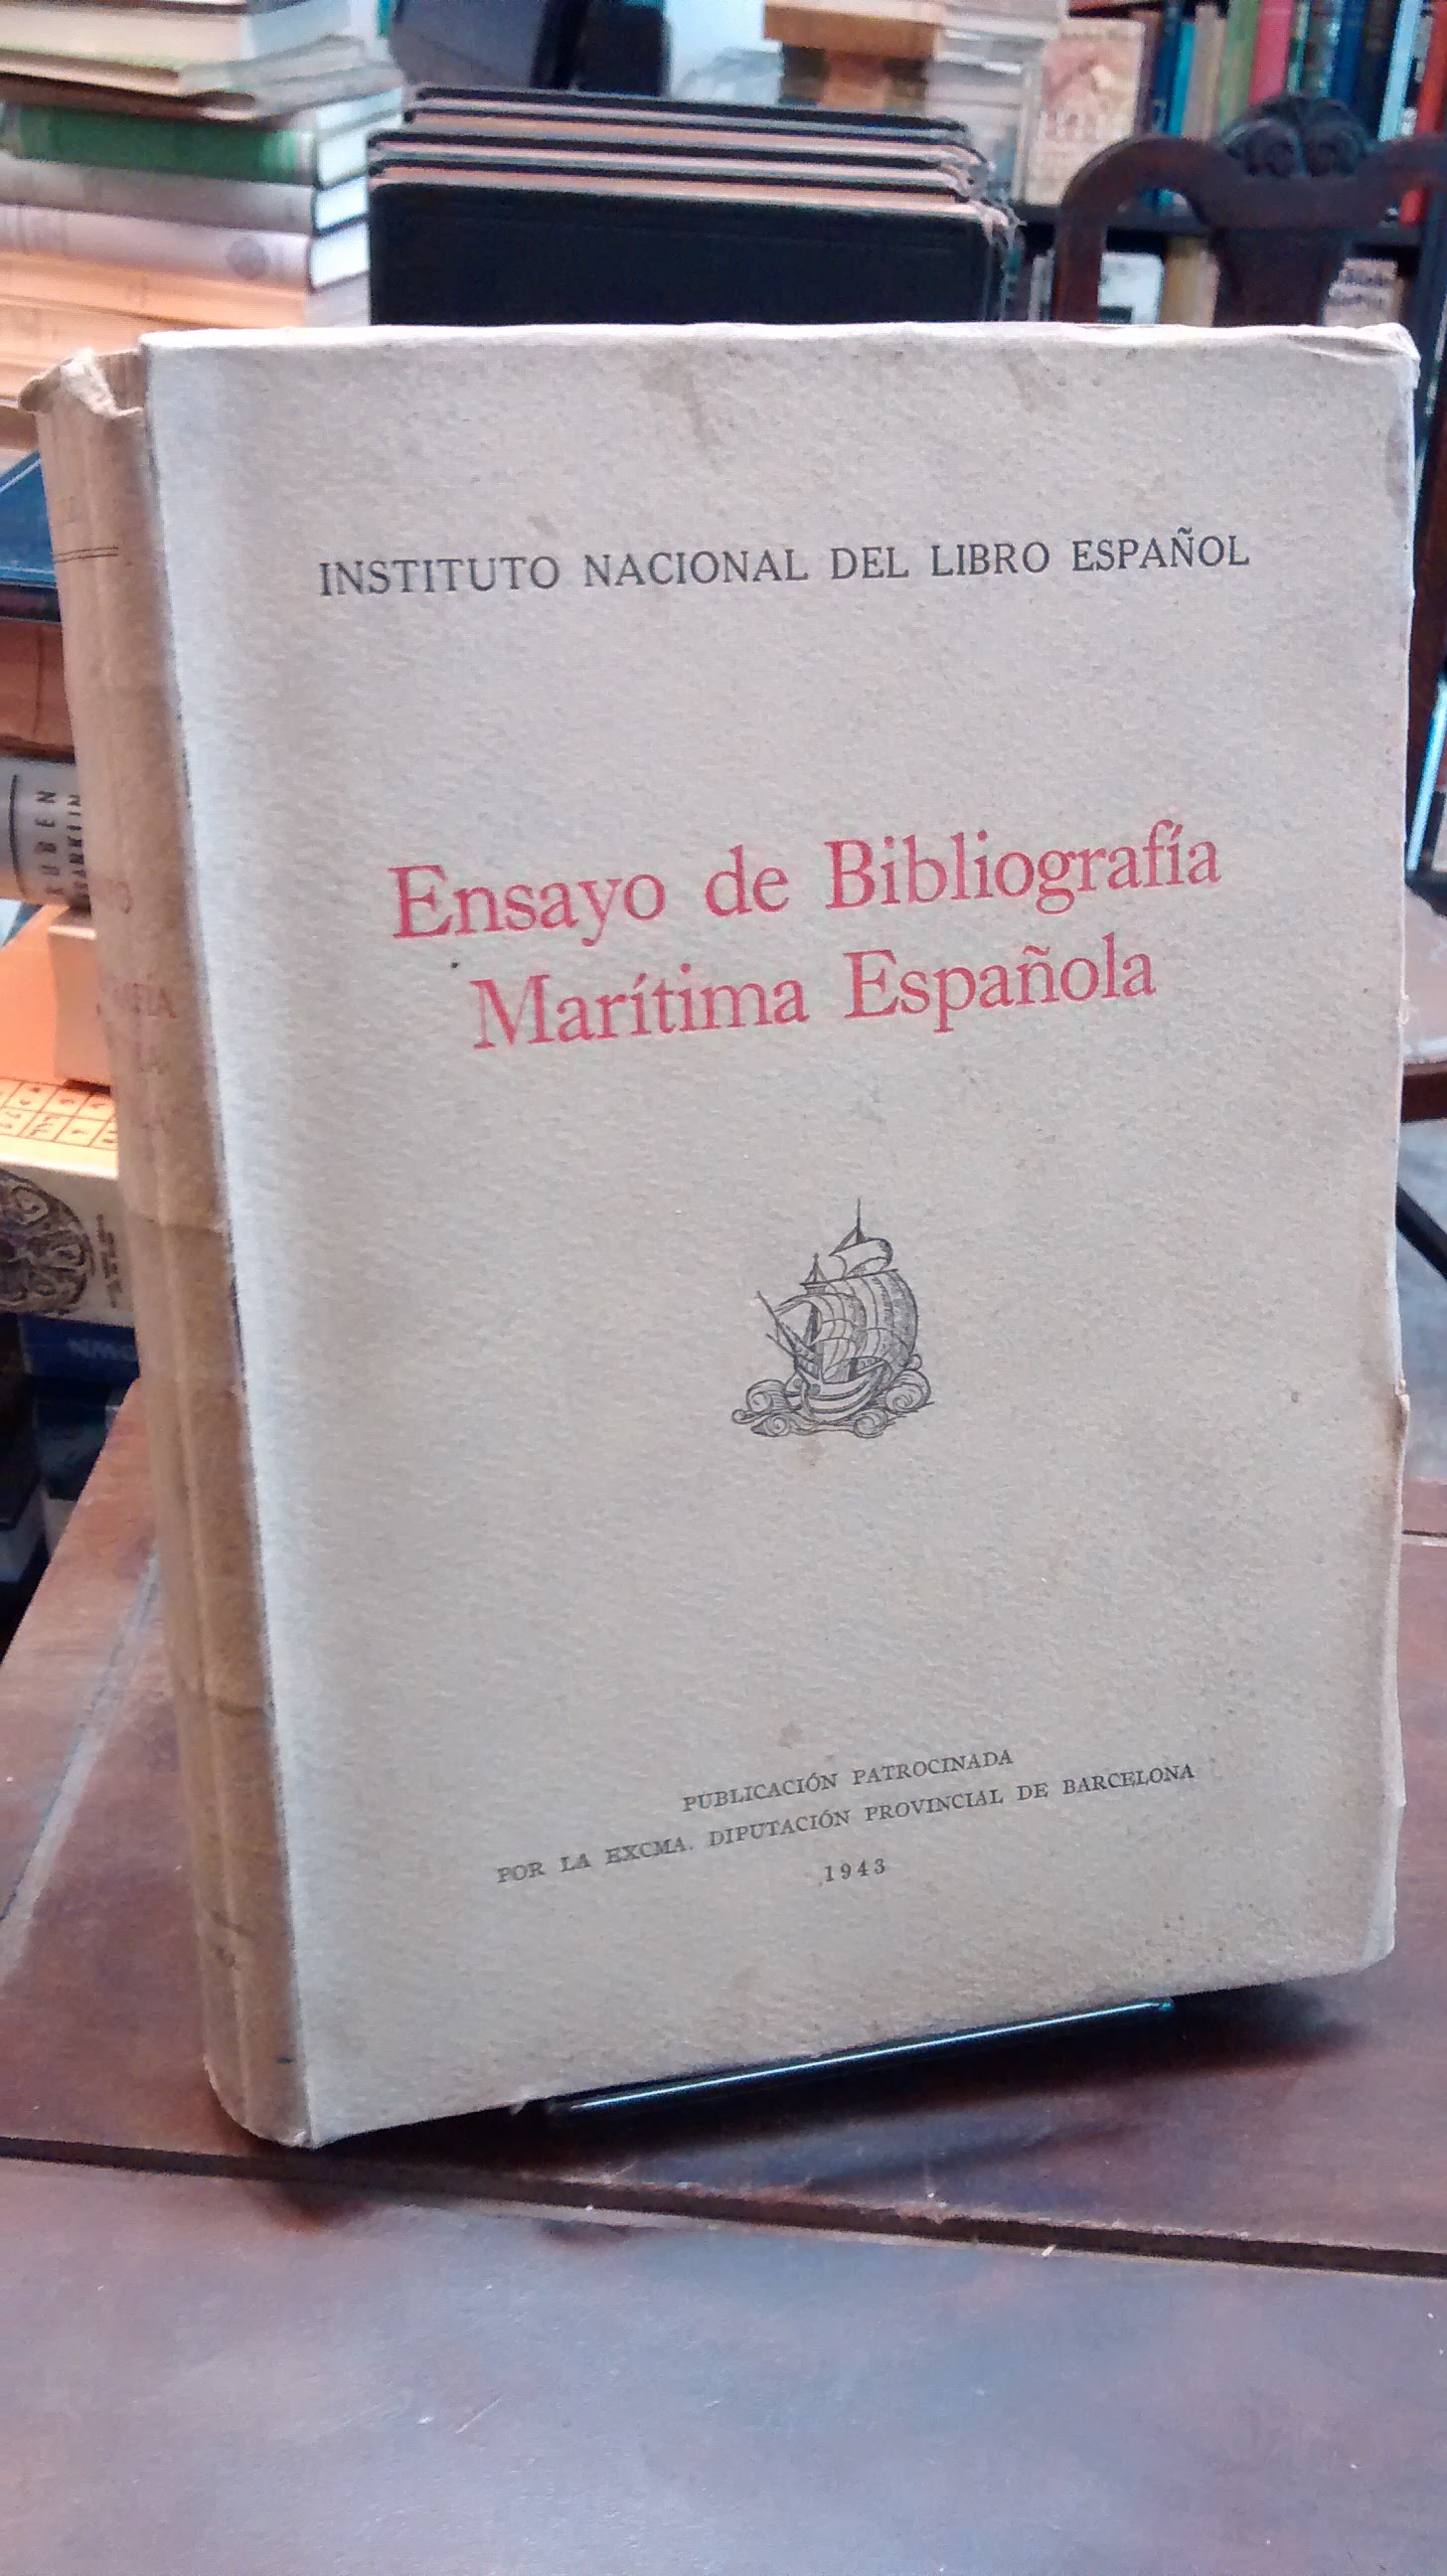 INSTITUTO NACIONAL DEL LIBRO ESPAÑOL
Ensayo de Bibliografía
Marítima Española
PUBLICACIÓN PATROCINADA
POR LA EXCMA. DIPUTACIÓN PROVINCIAL DE BARCELONA
1943
RUBEN